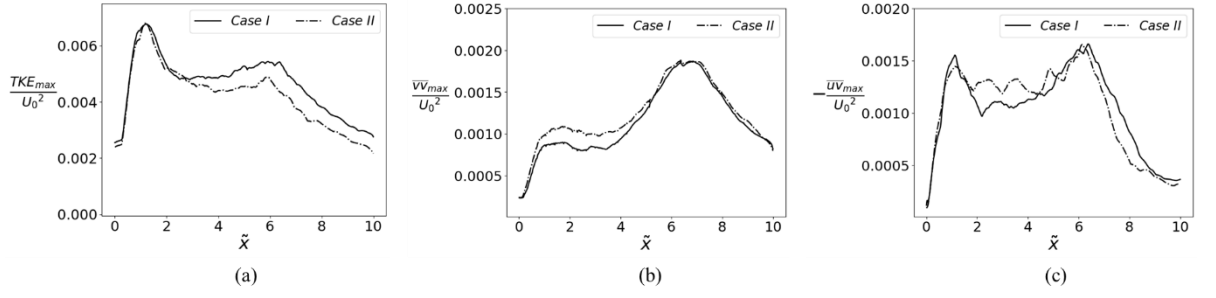 Case I Case II
0.006
0.004
0.002
0.000
TKE_max
U_0^2
0 2 4 6 8 10
x̃
(a)
Case I Case II
0.0025
0.0020
0.0015
0.0010
0.0005
v̅v̅_max
U_0^2
0 2 4 6 8 10
x̃
(b)
Case I Case II
0.0020
0.0015
0.0010
0.0005
− u̅v̅_max
U_0^2
0 2 4 6 8 10
x̃
(c)